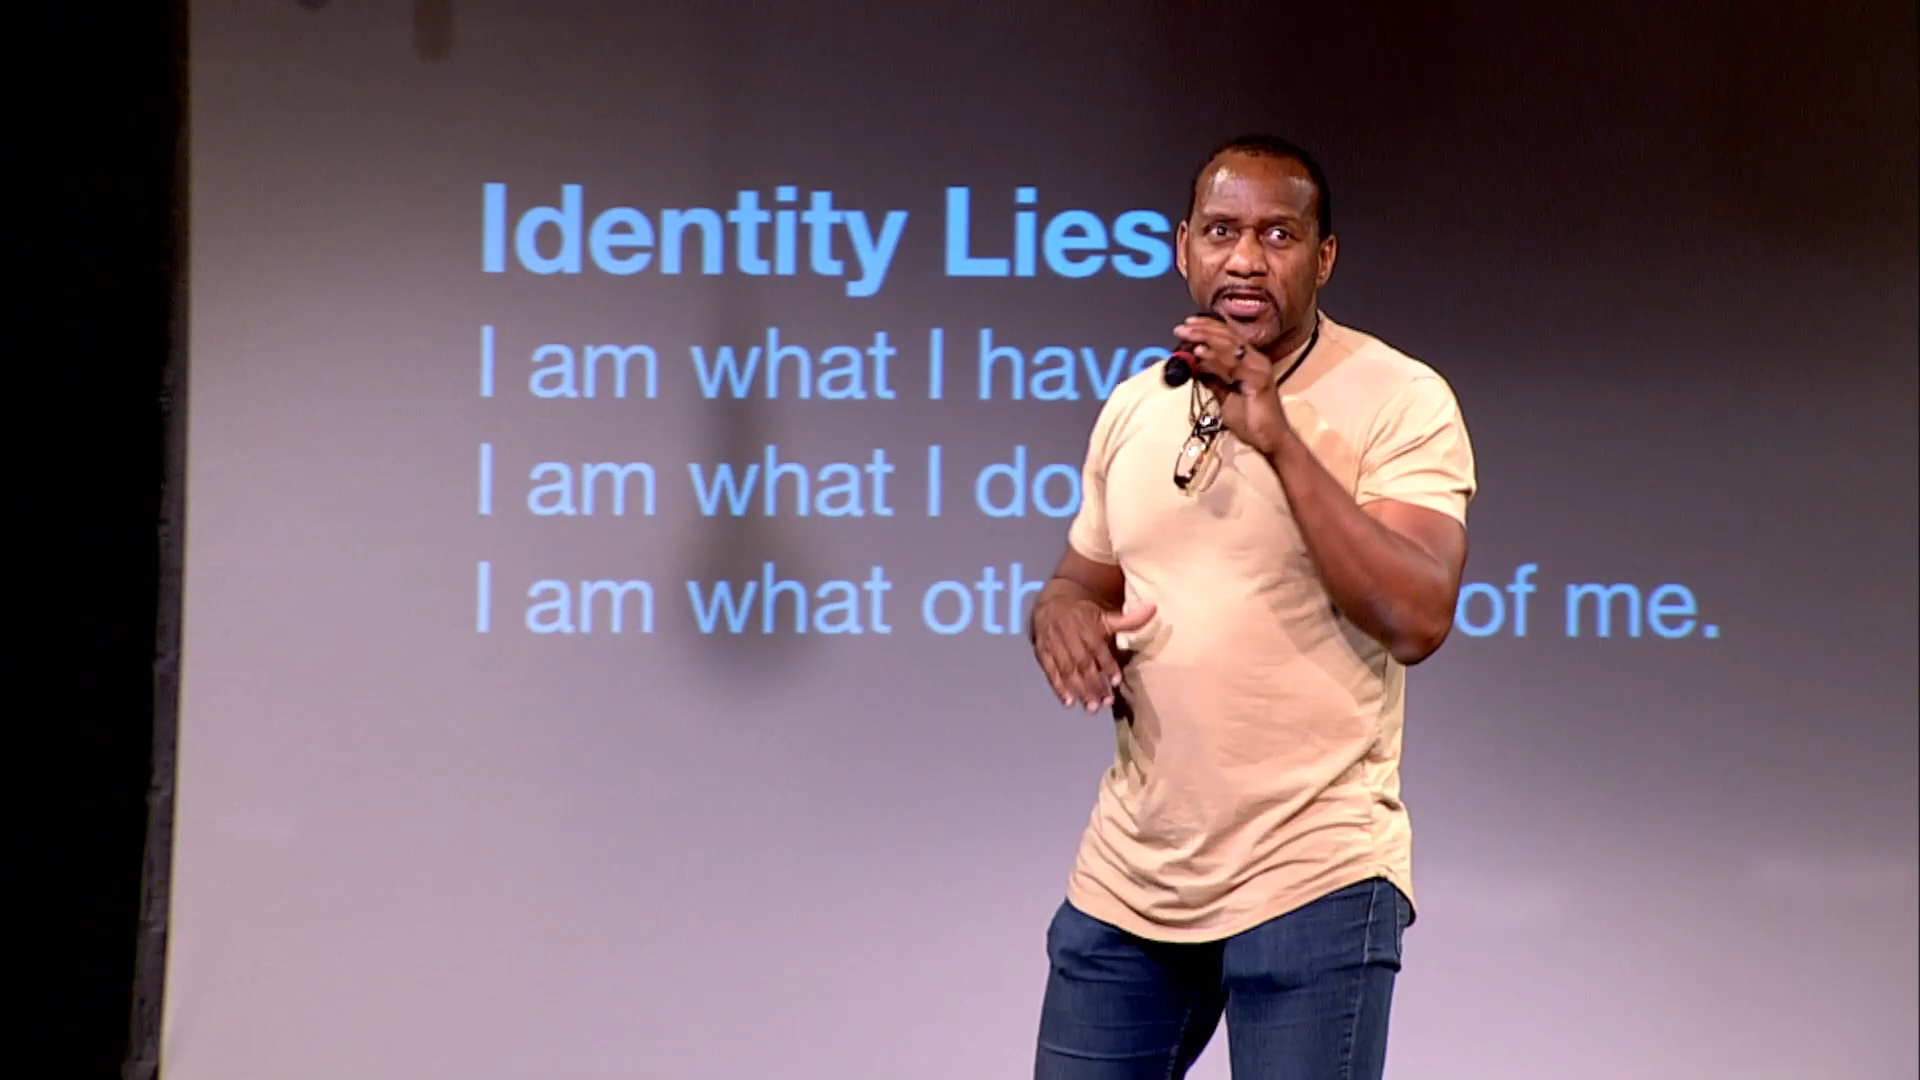 Identity Lies
I am what I have
I am what I do
I am what of me.